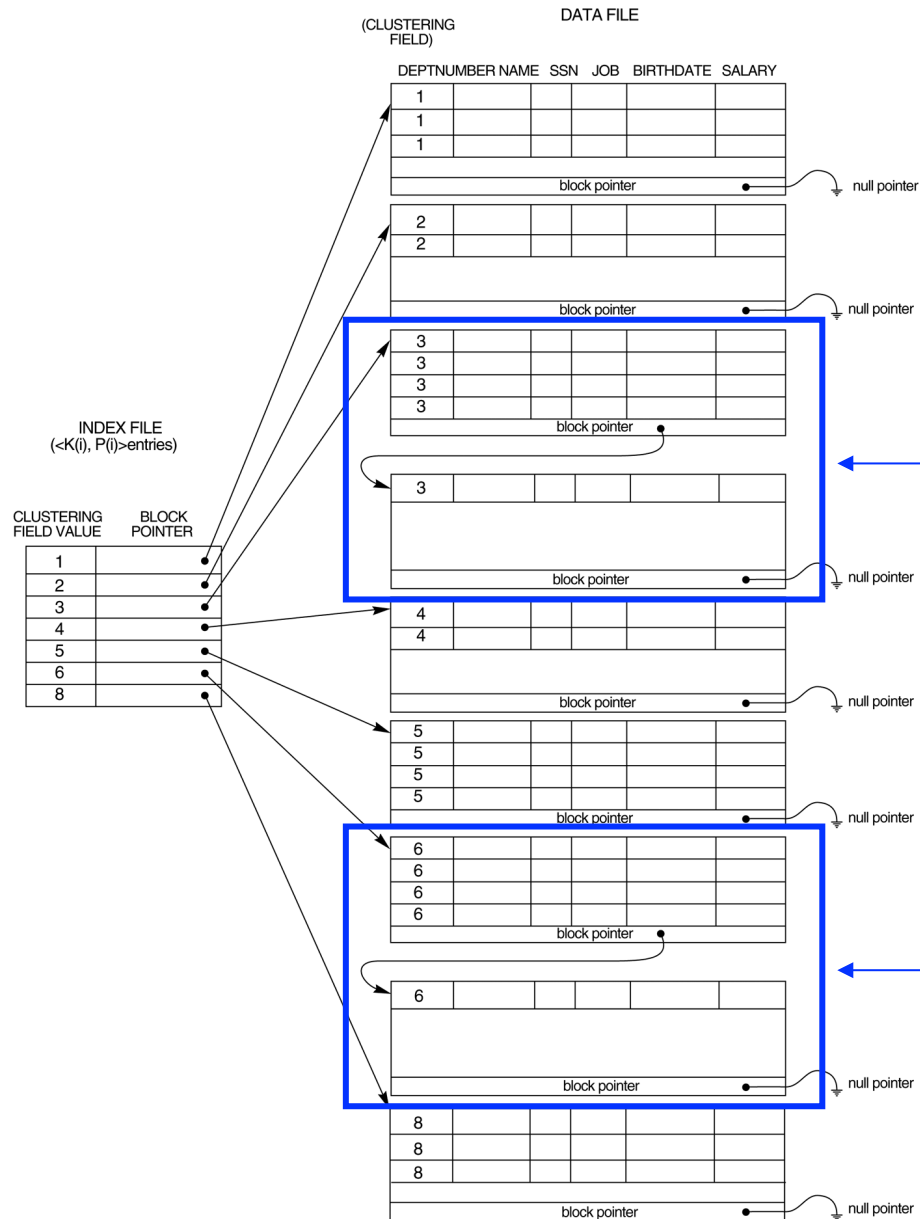 DATA FILE
(CLUSTERING
FIELD)
DEPTNUMBER NAME SSN JOB BIRTHDATE SALARY
1
1
1
block pointer
null pointer
2
2
block pointer
null pointer
3
3
3
3
block pointer
3
block pointer
null pointer
INDEX FILE
(<K(i), P(i)>entries)
CLUSTERING
FIELD VALUE
BLOCK
POINTER
1
2
3
4
5
6
8
4
4
block pointer
null pointer
5
5
5
5
block pointer
null pointer
6
6
6
6
block pointer
6
block pointer
null pointer
8
8
8
block pointer
null pointer